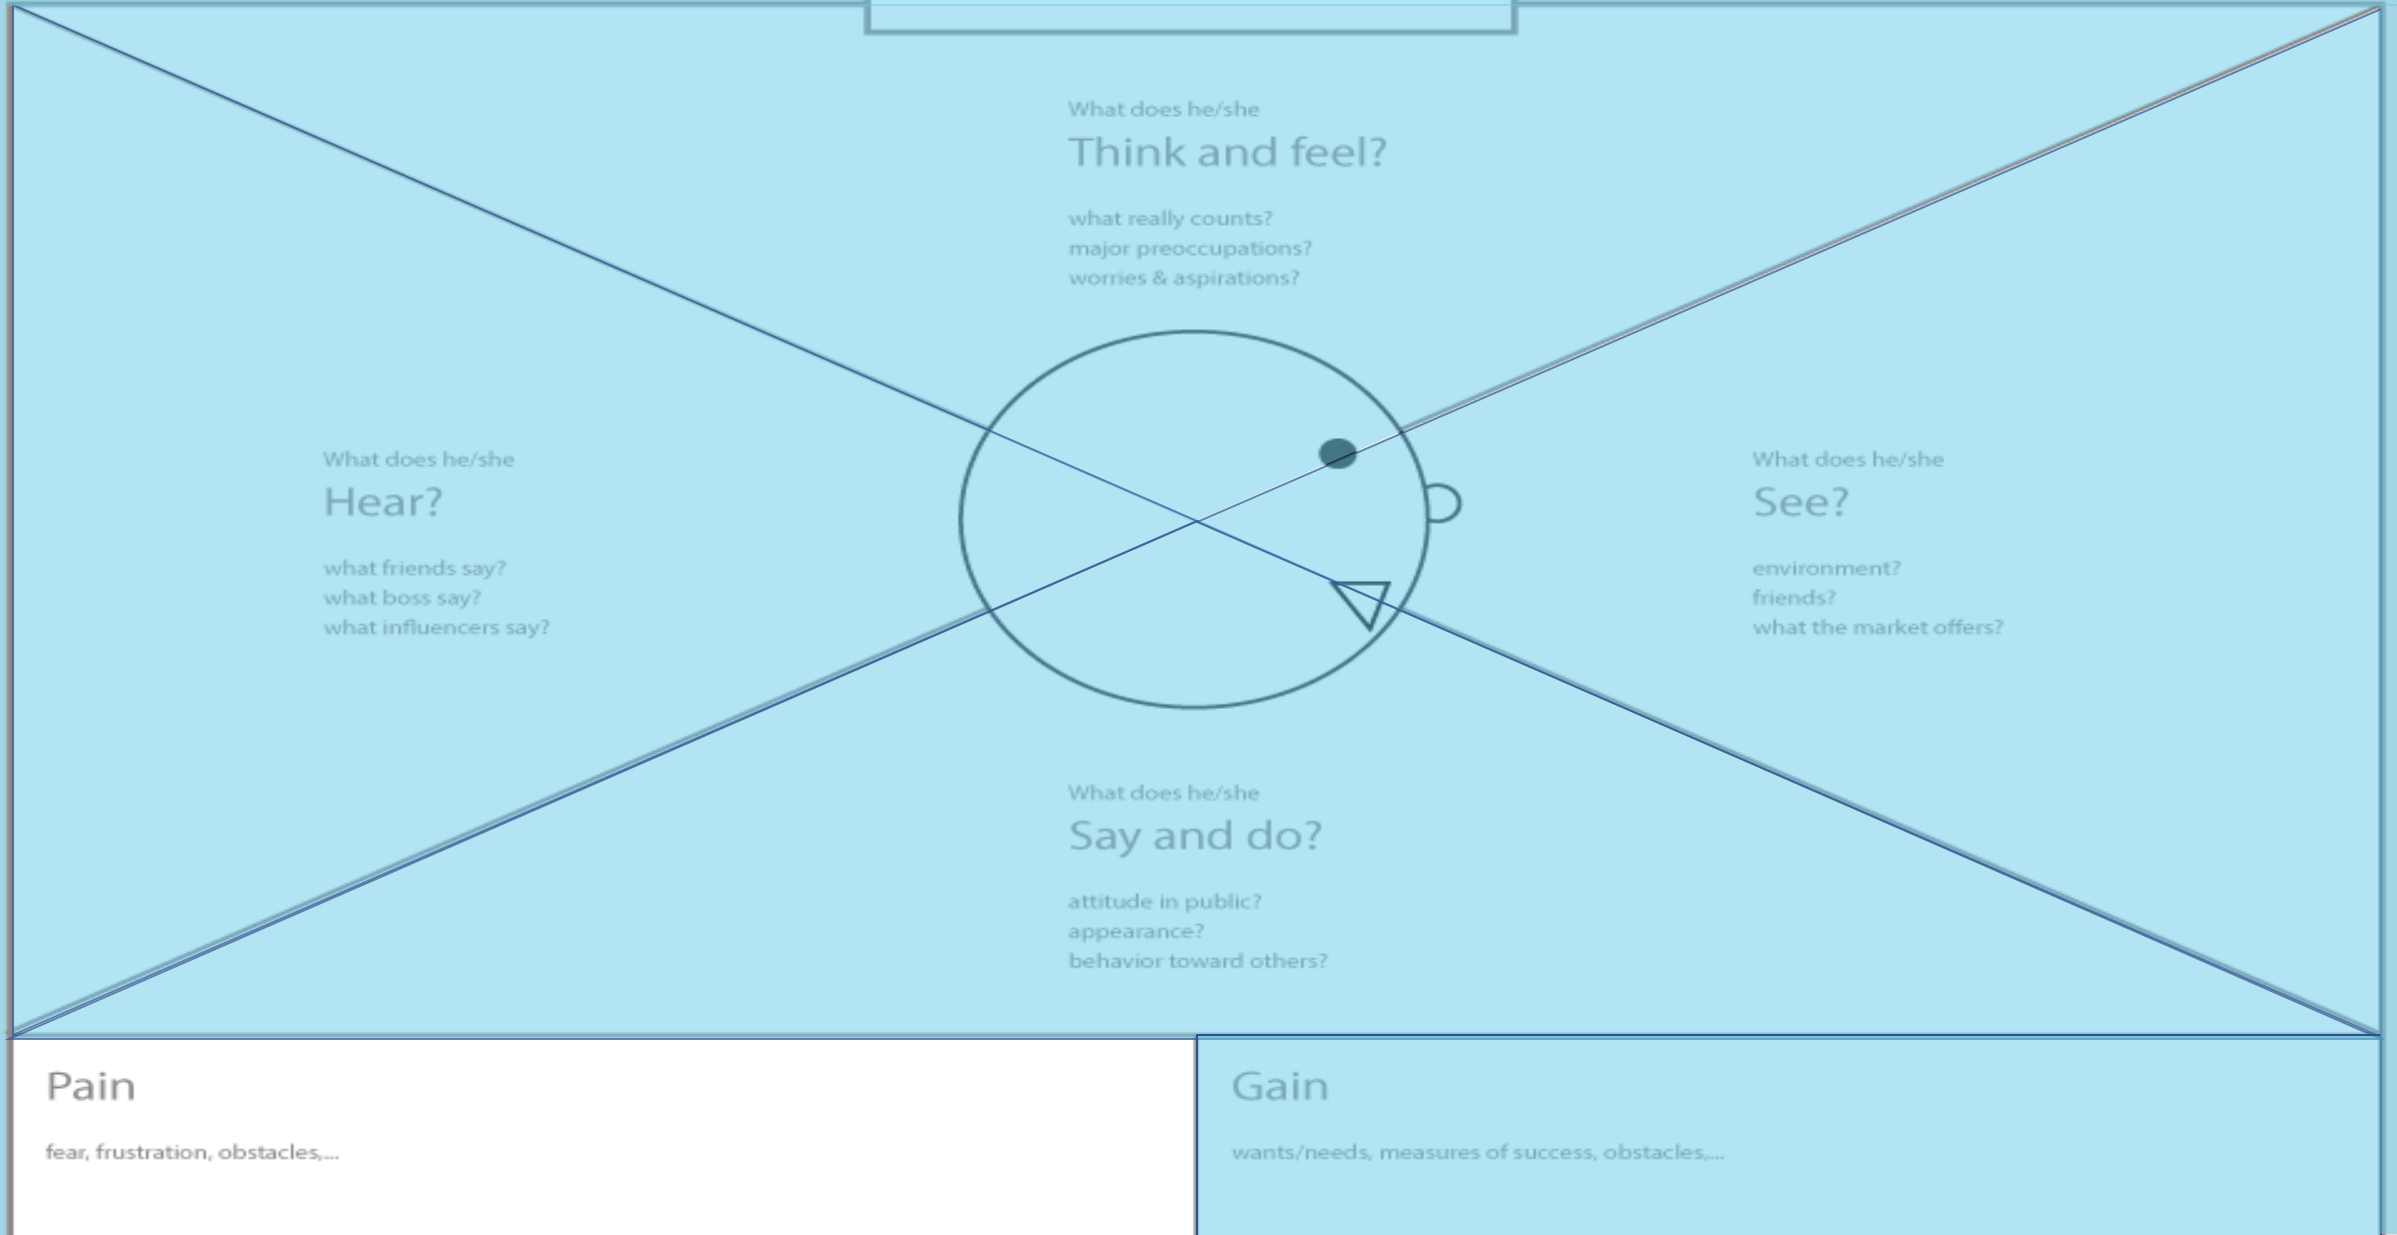 What does he/she
Think and feel?
what really counts?
major preoccupations?
worries & aspirations?
What does he/she
Hear?
what friends say?
what boss say?
what influencers say?
What does he/she
See?
environment?
friends?
what the market offers?
What does he/she
Say and do?
attitude in public?
appearance?
behavior toward others?
Pain
fear, frustration, obstacles,...
Gain
wants/needs, measures of success, obstacles,...